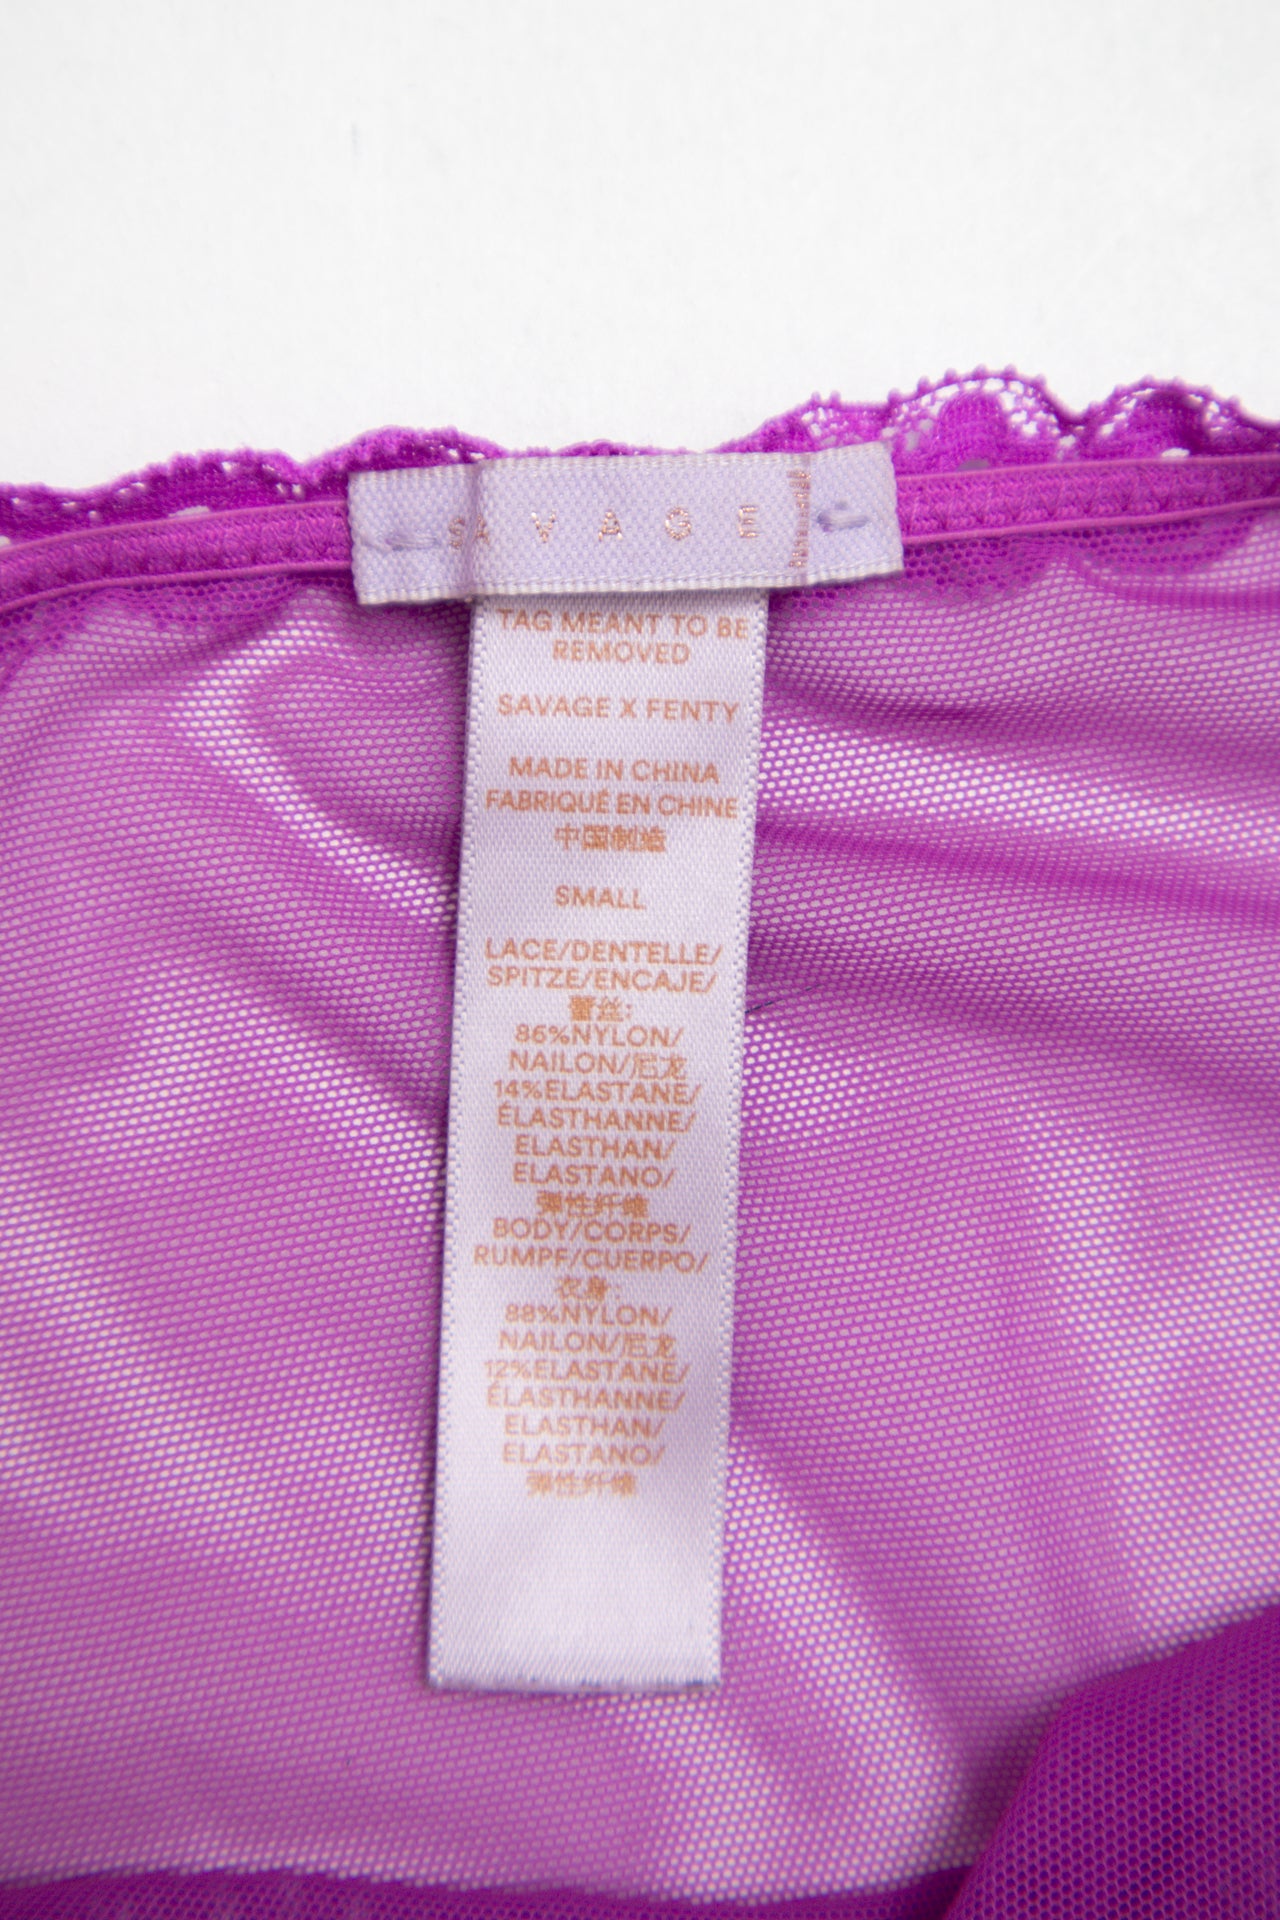 SAVAGE
TAG MEANT TO BE
REMOVED
SAVAGE X FENTY
MADE IN CHINA
FABRIQUÉ EN CHINE
中国制造
SMALL
LACE/DENTELLE/
SPITZE/ENCAJE/
蕾丝:
86%NYLON/
NAILON/尼龙
14%ELASTANE/
ÉLASTHANNE/
ELASTHAN/
ELASTANO/
弹性纤维
BODY/CORPS/
RUMPF/CUERPO/
衣身:
88%NYLON/
NAILON/尼龙
12%ELASTANE/
ÉLASTHANNE/
ELASTHAN/
ELASTANO/
弹性纤维